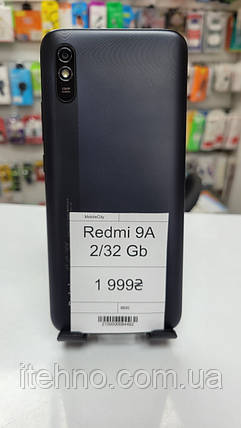 MobileCity
Redmi 9A
2/32 Gb
1 999₴
itehno.com.ua